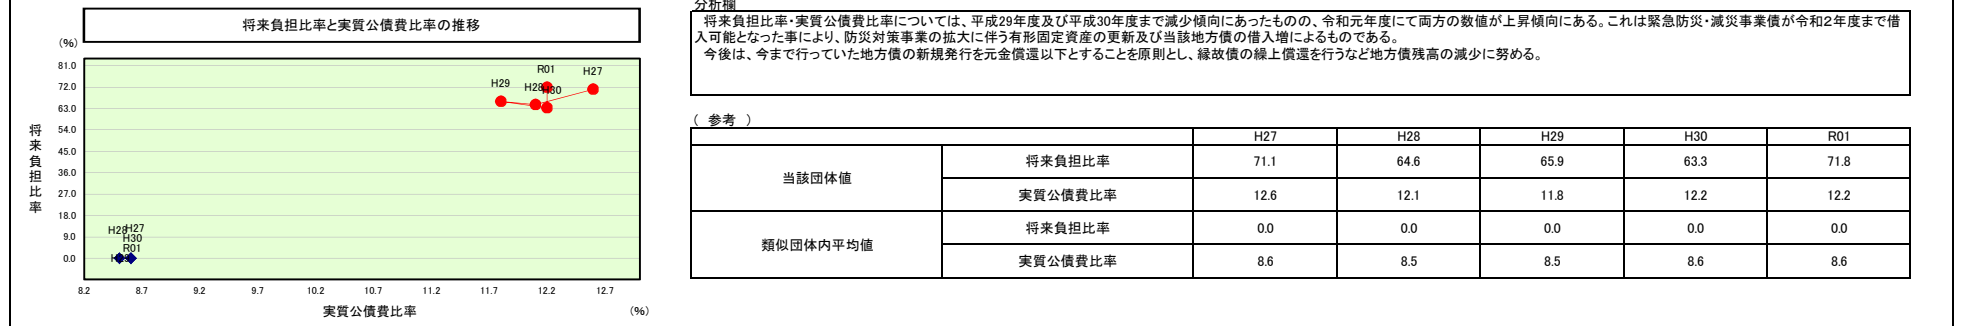 将来負担比率と実質公債費比率の推移
(%)
81.0
72.0
63.0
54.0
45.0
36.0
27.0
18.0
9.0
0.0
将来負担比率
R01
H27
H29
H28
H30
H28
H27
H30
R01
8.2
8.7
9.2
9.7
10.2
10.7
11.2
11.7
12.2
12.7
実質公債費比率
(%)
分析欄
将来負担比率・実質公債費比率については、平成29年度及び平成30年度まで減少傾向にあったものの、令和元年度にて両方の数値が上昇傾向にある。これは緊急防災・減災事業債が令和2年度まで借
入可能となった事により、防災対策事業の拡大に伴う有形固定資産の更新及び当該地方債の借入増によるものである。
今後は、今まで行っていた地方債の新規発行を元金償還以下とすることを原則とし、縁故債の繰上償還を行うなど地方債残高の減少に努める。
( 参考 )
H27 H28 H29 H30 R01
当該団体値
将来負担比率 71.1 64.6 65.9 63.3 71.8
実質公債費比率 12.6 12.1 11.8 12.2 12.2
類似団体内平均値
将来負担比率 0.0 0.0 0.0 0.0 0.0
実質公債費比率 8.6 8.5 8.5 8.6 8.6